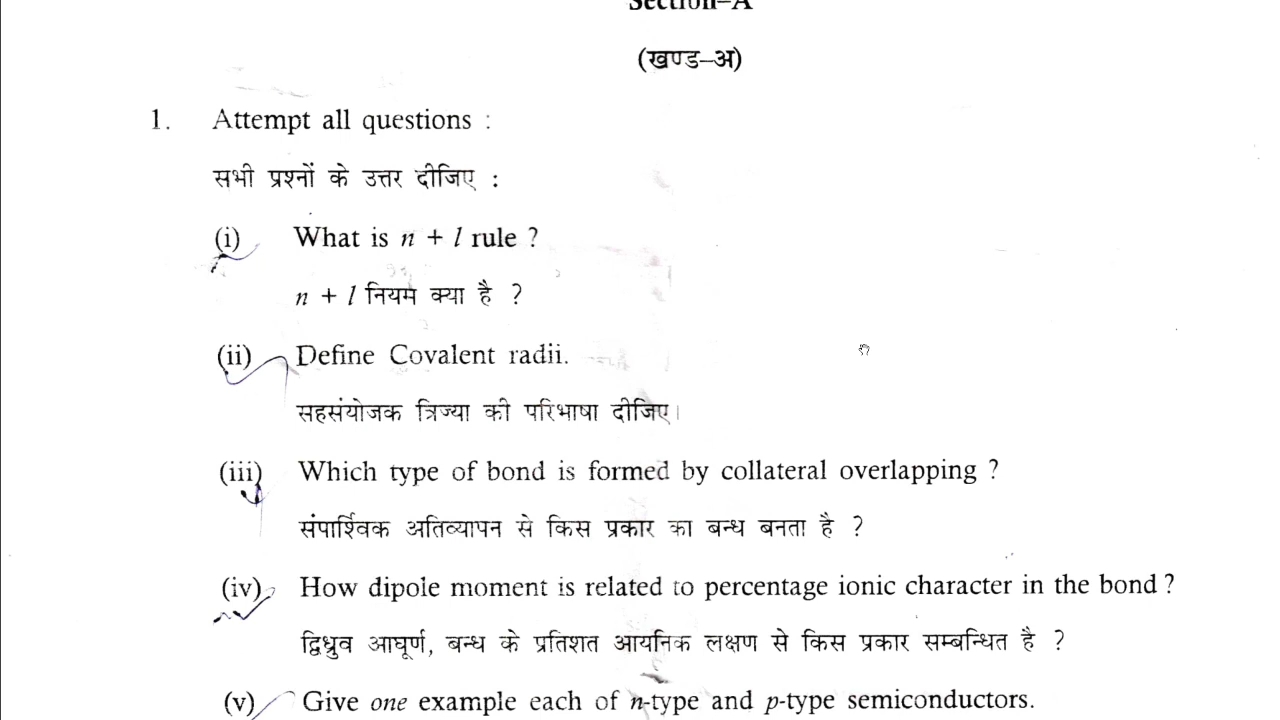 Section–A
(खण्ड–अ)
1. Attempt all questions :
सभी प्रश्नों के उत्तर दीजिए :
(i) What is n + l rule ?
n + l नियम क्या है ?
(ii) Define Covalent radii.
सहसंयोजक त्रिज्या की परिभाषा दीजिए।
(iii) Which type of bond is formed by collateral overlapping ?
संपार्श्विक अतिव्यापन से किस प्रकार का बन्ध बनता है ?
(iv) How dipole moment is related to percentage ionic character in the bond ?
द्विध्रुव आघूर्ण, बन्ध के प्रतिशत आयनिक लक्षण से किस प्रकार सम्बन्धित है ?
(v) Give one example each of n-type and p-type semiconductors.